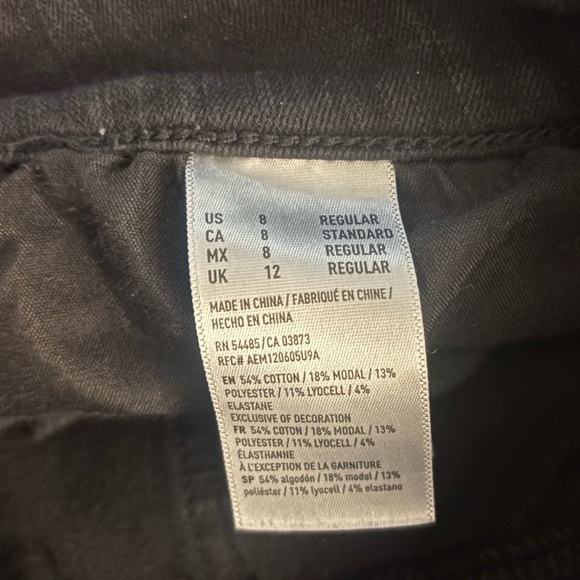 US 8 REGULAR
CA 8 STANDARD
MX 8 REGULAR
UK 12 REGULAR
MADE IN CHINA / FABRIQUÉ EN CHINE /
HECHO EN CHINA
RN 54485 / CA 03873
RFC# AEM120605U9A
EN 54% COTTON / 18% MODAL / 13%
POLYESTER / 11% LYOCELL / 4%
ELASTANE
EXCLUSIVE OF DECORATION
FR 54% COTON / 18% MODAL / 13%
POLYESTER / 11% LYOCELL / 4%
ÉLASTHANNE
À L'EXCEPTION DE LA GARNITURE
SP 54% algodón / 18% modal / 13%
poliéster / 11% lyocell / 4% elastano